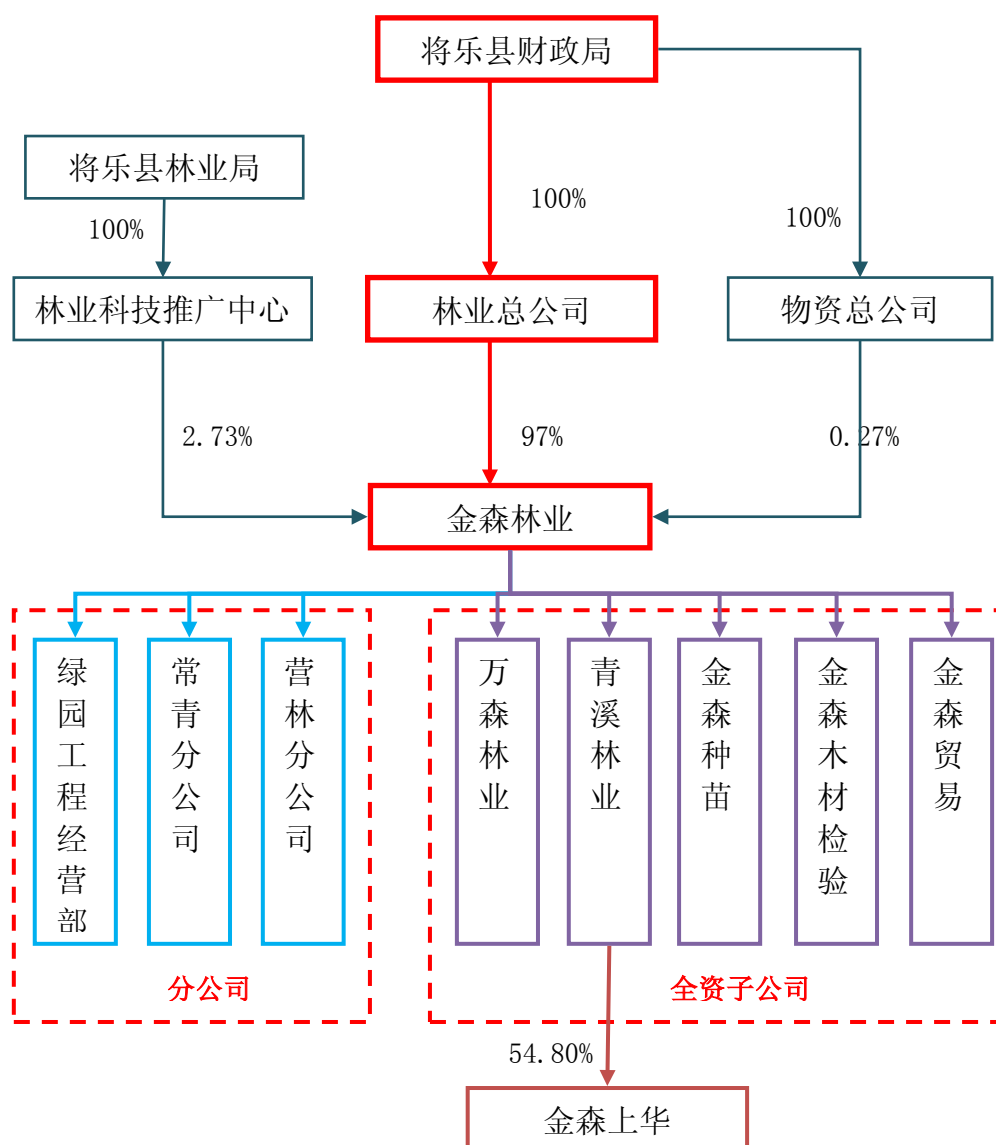 将乐县财政局
将乐县林业局
100%
100%
100%
林业科技推广中心
林业总公司
物资总公司
2.73%
97%
0.27%
金森林业
绿园工程经营部
常青分公司
营林分公司
万森林业
青溪林业
金森种苗
金森木材检验
金森贸易
分公司
全资子公司
54.80%
金森上华